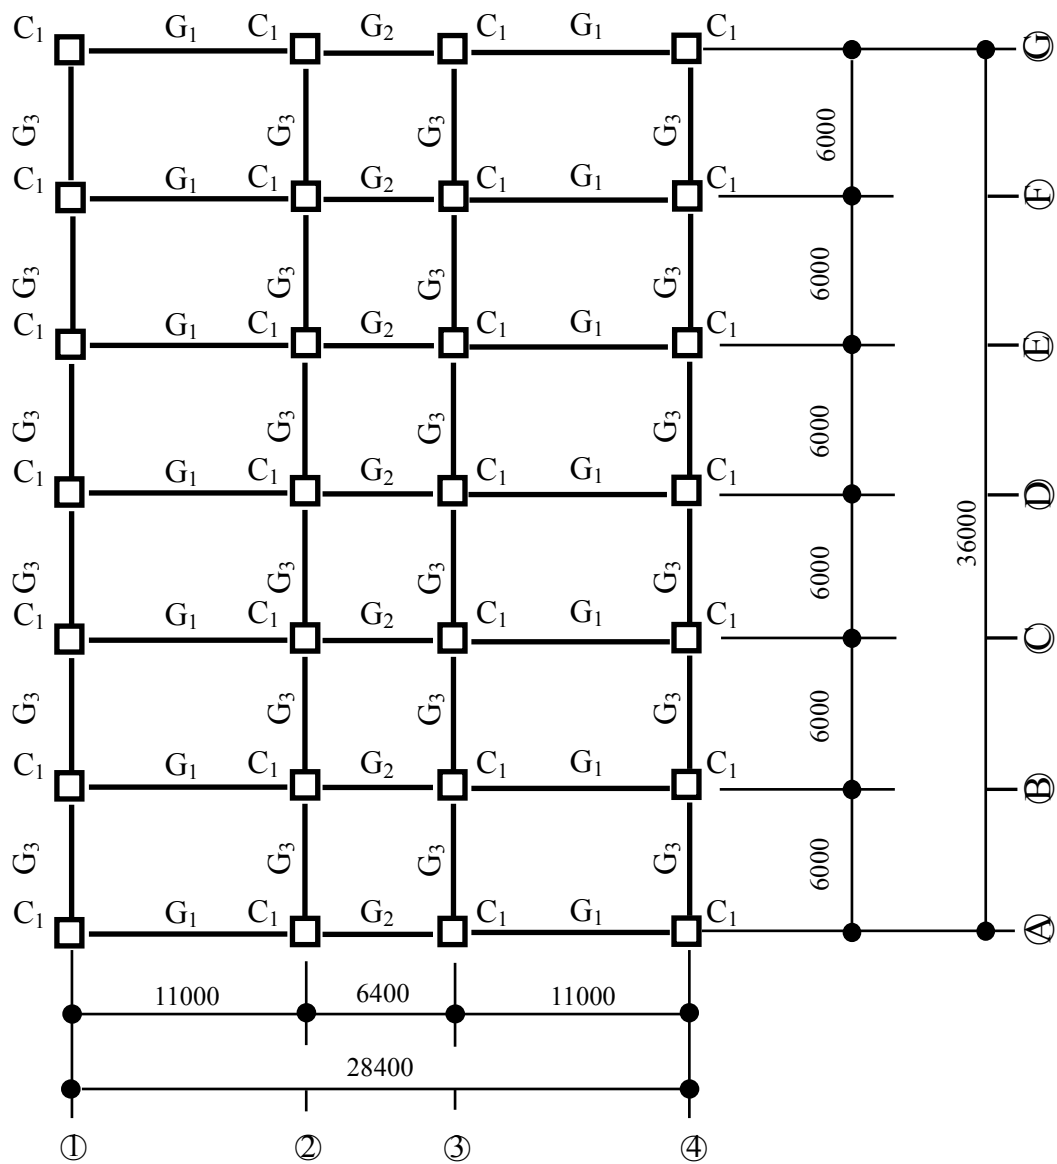 C₁ G₁ C₁ G₂ C₁ G₁ C₁ Ⓖ
G₃ G₃ G₃ G₃ 6000
C₁ G₁ C₁ G₂ C₁ G₁ C₁ Ⓕ
G₃ G₃ G₃ G₃ 6000
C₁ G₁ C₁ G₂ C₁ G₁ C₁ Ⓔ
G₃ G₃ G₃ G₃ 6000
C₁ G₁ C₁ G₂ C₁ G₁ C₁ Ⓓ
36000
G₃ G₃ G₃ G₃ 6000
C₁ G₁ C₁ G₂ C₁ G₁ C₁ Ⓒ
G₃ G₃ G₃ G₃ 6000
C₁ G₁ C₁ G₂ C₁ G₁ C₁ Ⓑ
G₃ G₃ G₃ G₃ 6000
C₁ G₁ C₁ G₂ C₁ G₁ C₁ Ⓐ
11000 6400 11000
28400
① ② ③ ④